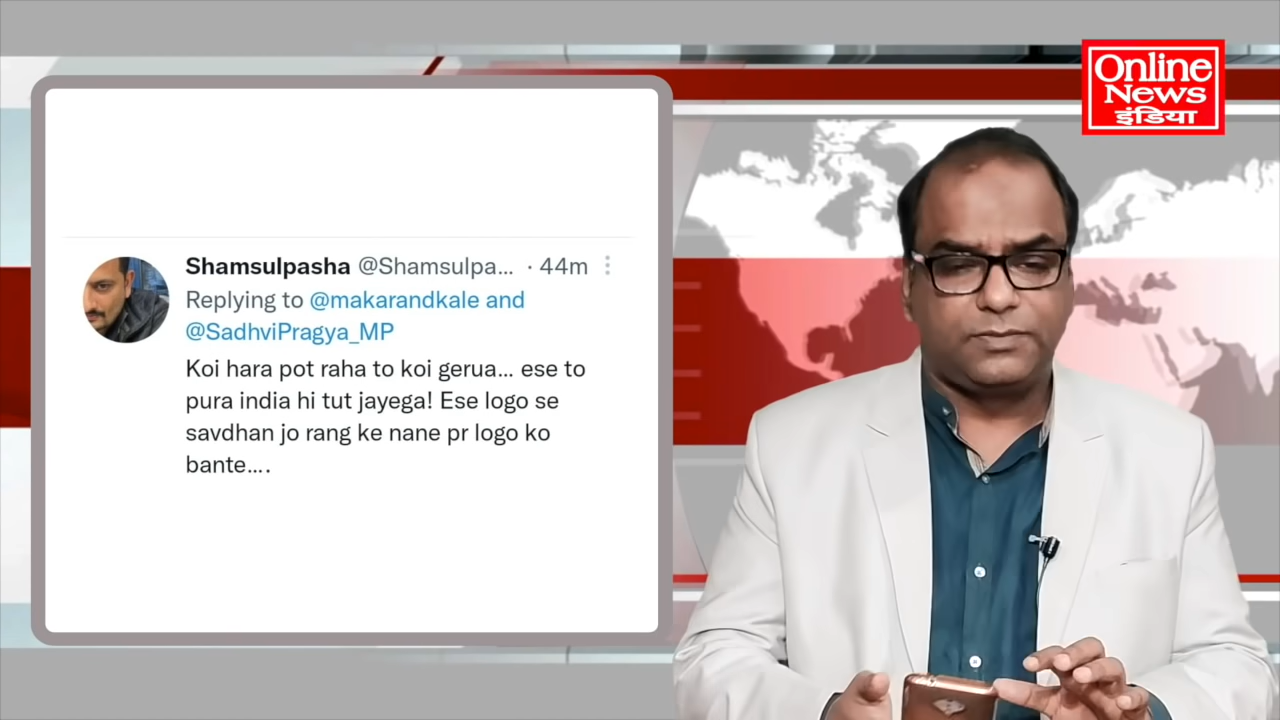 Online
News
इंडिया
Shamsulpasha @Shamsulpa... · 44m
Replying to @makarandkale and
@SadhviPragya_MP
Koi hara pot raha to koi gerua... ese to
pura india hi tut jayega! Ese logo se
savdhan jo rang ke nane pr logo ko
bante....